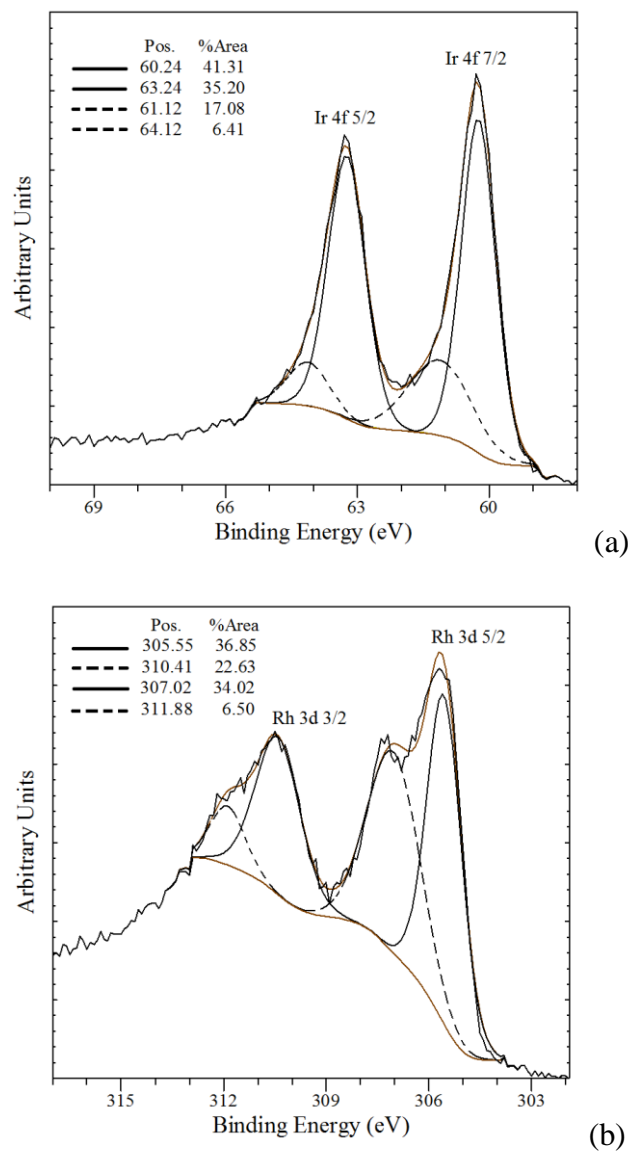 Pos. %Area
60.24 41.31
63.24 35.20
61.12 17.08
64.12 6.41
Ir 4f 7/2
Ir 4f 5/2
Arbitrary Units
69 66 63 60
Binding Energy (eV)
(a)
Pos. %Area
305.55 36.85
310.41 22.63
307.02 34.02
311.88 6.50
Rh 3d 5/2
Rh 3d 3/2
Arbitrary Units
315 312 309 306 303
Binding Energy (eV)
(b)